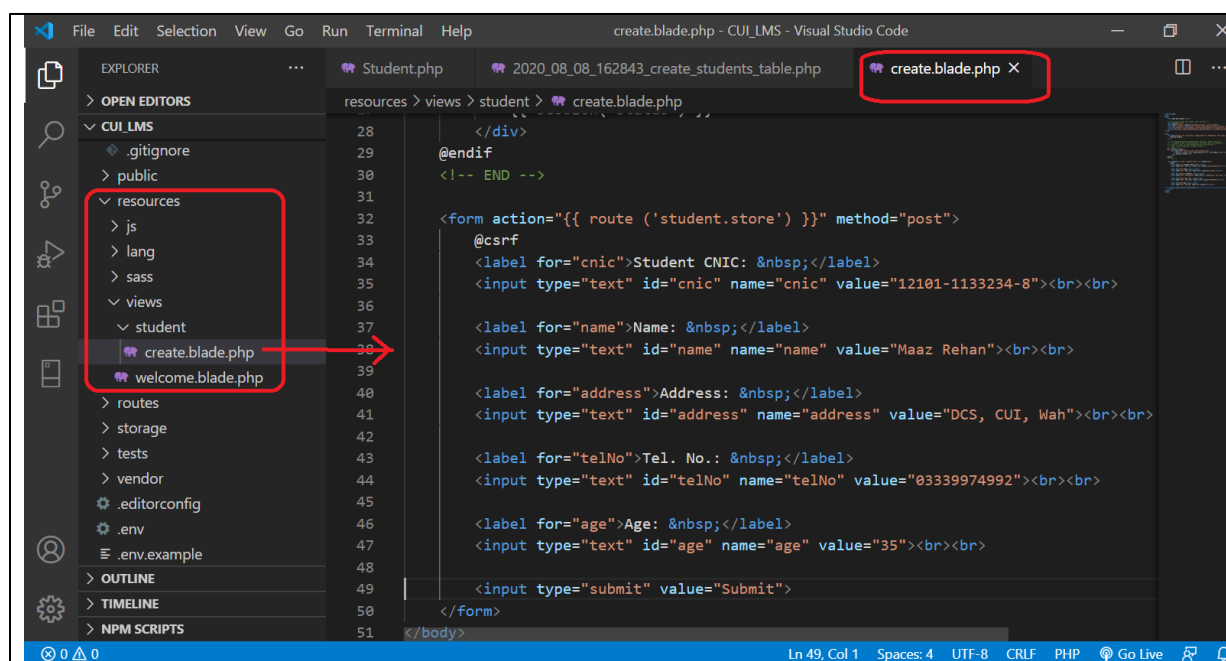 File Edit Selection View Go Run Terminal Help create.blade.php - CUI_LMS - Visual Studio Code
EXPLORER
OPEN EDITORS
CUI_LMS
.gitignore
public
resources
js
lang
sass
views
student
create.blade.php
welcome.blade.php
routes
storage
tests
vendor
.editorconfig
.env
.env.example
OUTLINE
TIMELINE
NPM SCRIPTS
Student.php 2020_08_08_162843_create_students_table.php create.blade.php
resources > views > student > create.blade.php
28 </div>
29 @endif
30 <!-- END -->
31
32 <form action="{{ route ('student.store') }}" method="post">
33 @csrf
34 <label for="cnic">Student CNIC: &nbsp;</label>
35 <input type="text" id="cnic" name="cnic" value="12101-1133234-8"><br><br>
36
37 <label for="name">Name: &nbsp;</label>
38 <input type="text" id="name" name="name" value="Maaz Rehan"><br><br>
39
40 <label for="address">Address: &nbsp;</label>
41 <input type="text" id="address" name="address" value="DCS, CUI, Wah"><br><br>
42
43 <label for="telNo">Tel. No.: &nbsp;</label>
44 <input type="text" id="telNo" name="telNo" value="03339974992"><br><br>
45
46 <label for="age">Age: &nbsp;</label>
47 <input type="text" id="age" name="age" value="35"><br><br>
48
49 <input type="submit" value="Submit">
50 </form>
51 </body>
0 0 Ln 49, Col 1 Spaces: 4 UTF-8 CRLF PHP Go Live